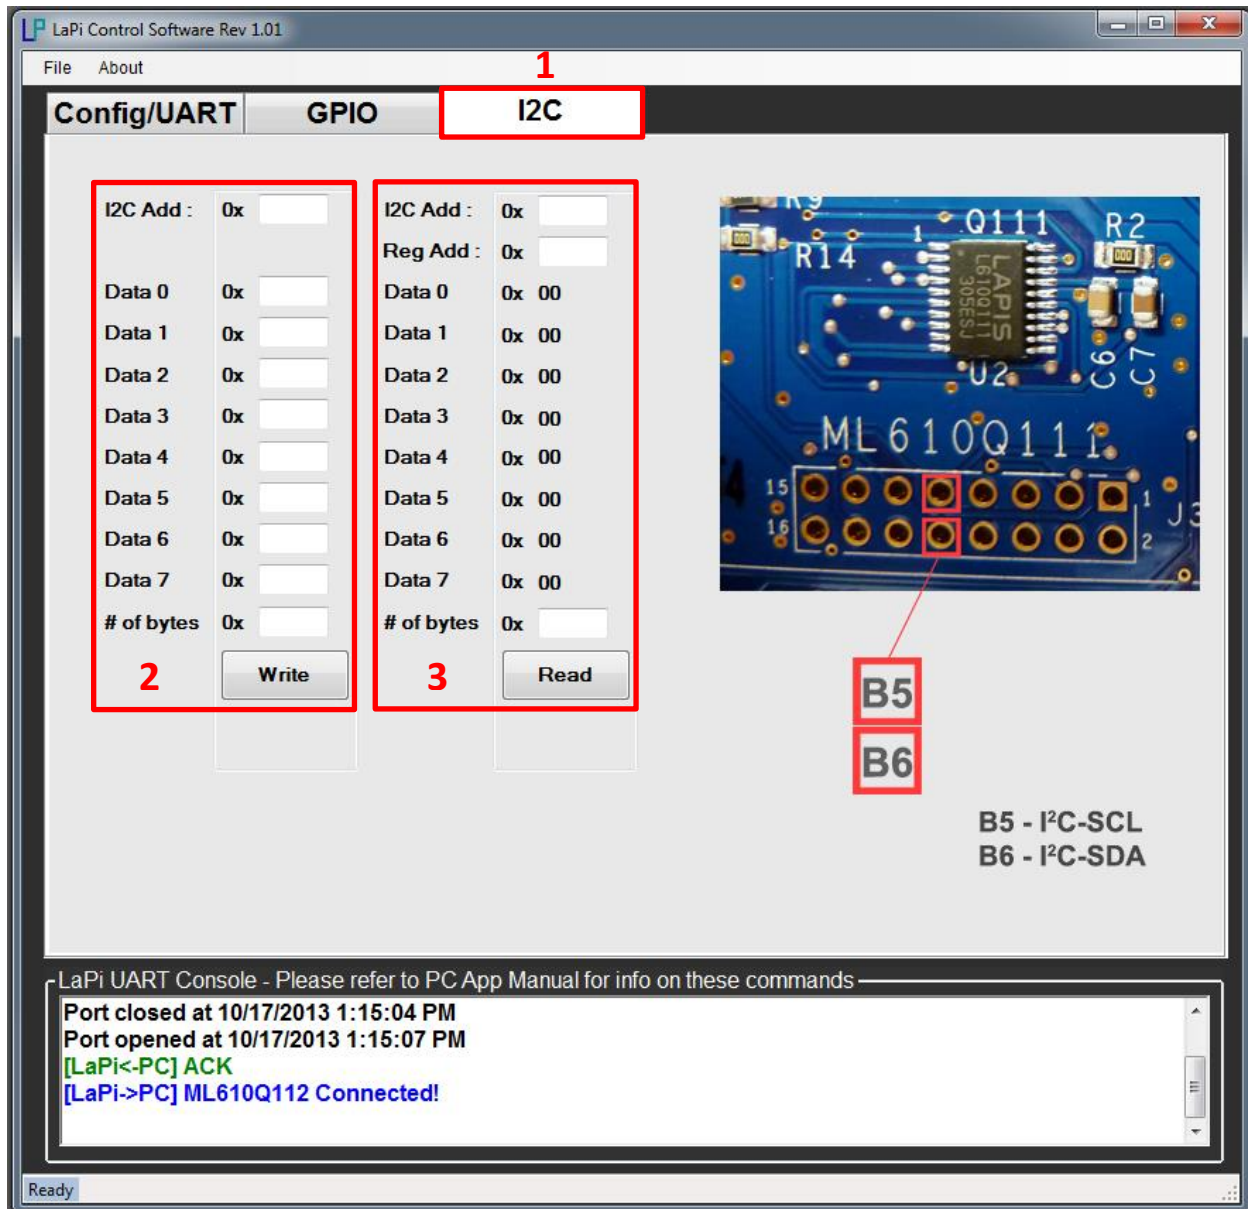 LP LaPi Control Software Rev 1.01
File About
1
Config/UART GPIO I2C
I2C Add : 0x
Data 0 0x
Data 1 0x
Data 2 0x
Data 3 0x
Data 4 0x
Data 5 0x
Data 6 0x
Data 7 0x
# of bytes 0x
2 Write
I2C Add : 0x
Reg Add : 0x
Data 0 0x 00
Data 1 0x 00
Data 2 0x 00
Data 3 0x 00
Data 4 0x 00
Data 5 0x 00
Data 6 0x 00
Data 7 0x 00
# of bytes 0x
3 Read
R9
Q111
R2
R14
1
LAPIS
L610Q111
305ESJ
U2
C6
C7
ML610Q111
15
1
J3
16
2
B5
B6
B5 - I²C-SCL
B6 - I²C-SDA
LaPi UART Console - Please refer to PC App Manual for info on these commands
Port closed at 10/17/2013 1:15:04 PM
Port opened at 10/17/2013 1:15:07 PM
[LaPi<-PC] ACK
[LaPi->PC] ML610Q112 Connected!
Ready